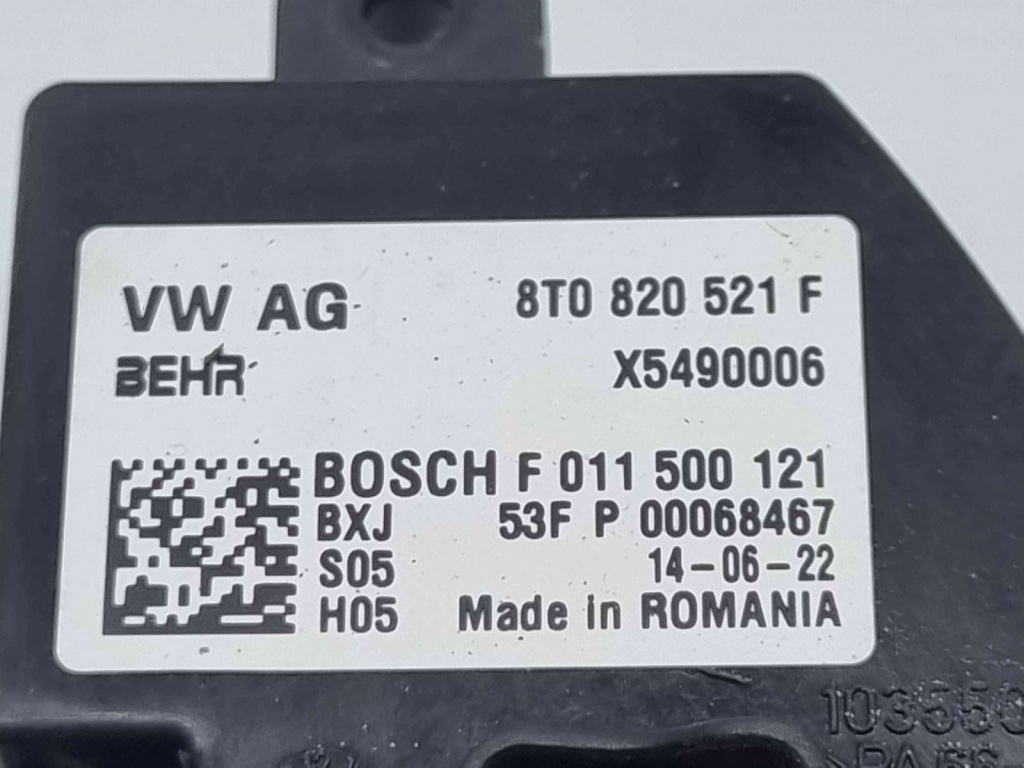 VW AG 8T0 820 521 F
BEHR X5490006
BOSCH F 011 500 121
BXJ 53F P 00068467
S05 14-06-22
H05 Made in ROMANIA